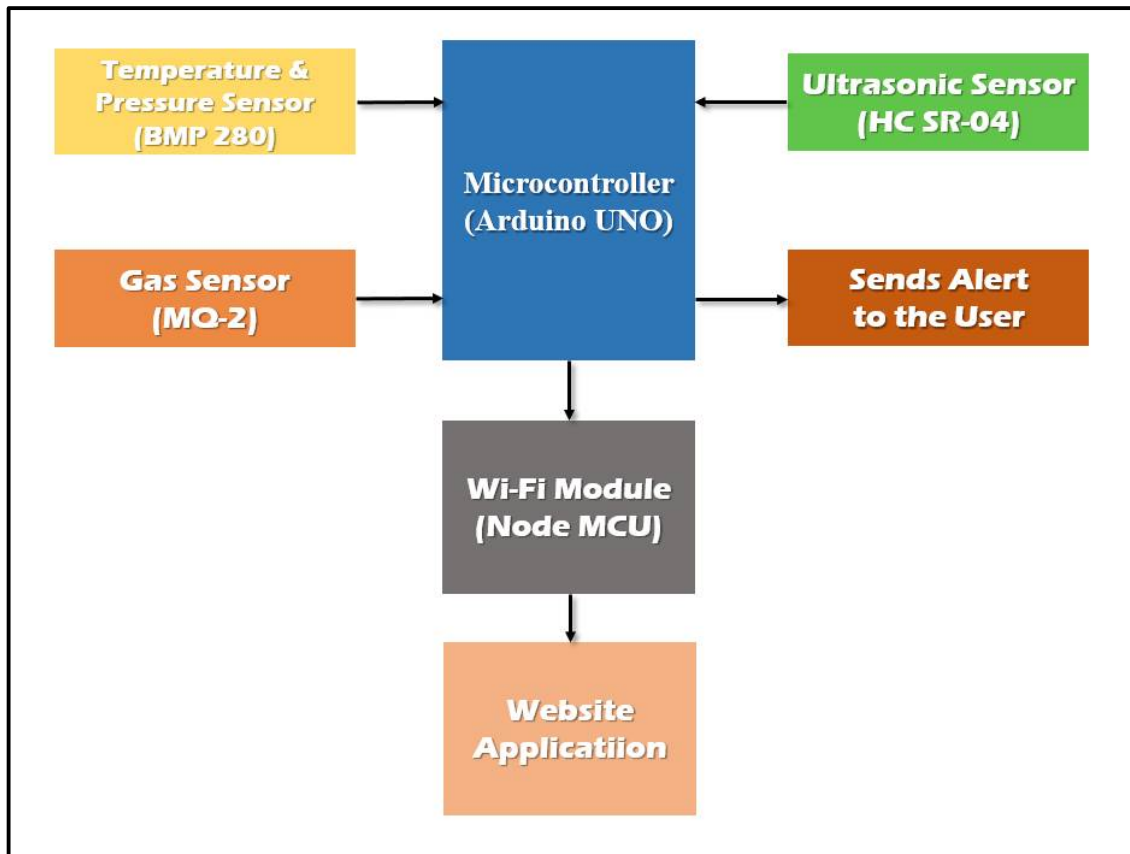 Temperature &
Pressure Sensor
(BMP 280)
Microcontroller
(Arduino UNO)
Ultrasonic Sensor
(HC SR-04)
Gas Sensor
(MQ-2)
Sends Alert
to the User
Wi-Fi Module
(Node MCU)
Website
Applicatiion